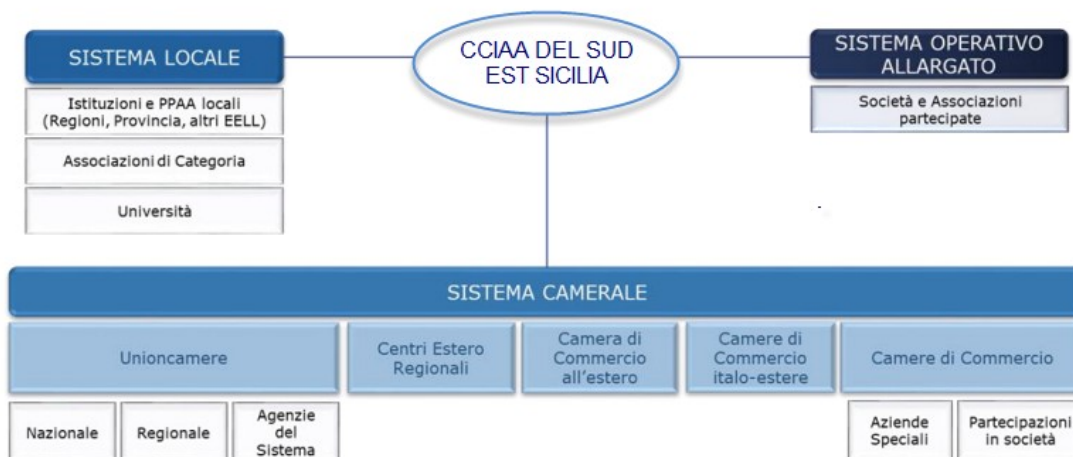 SISTEMA LOCALE
Istituzioni e PPAA locali
(Regioni, Provincia, altri EELL)
Associazioni di Categoria
Università
CCIAA DEL SUD
EST SICILIA
SISTEMA OPERATIVO
ALLARGATO
Società e Associazioni
partecipate
SISTEMA CAMERALE
Unioncamere
Centri Estero
Regionali
Camera di
Commercio
all'estero
Camere di
Commercio
italo-estere
Camere di Commercio
Nazionale
Regionale
Agenzie
del
Sistema
Aziende
Speciali
Partecipazioni
in società